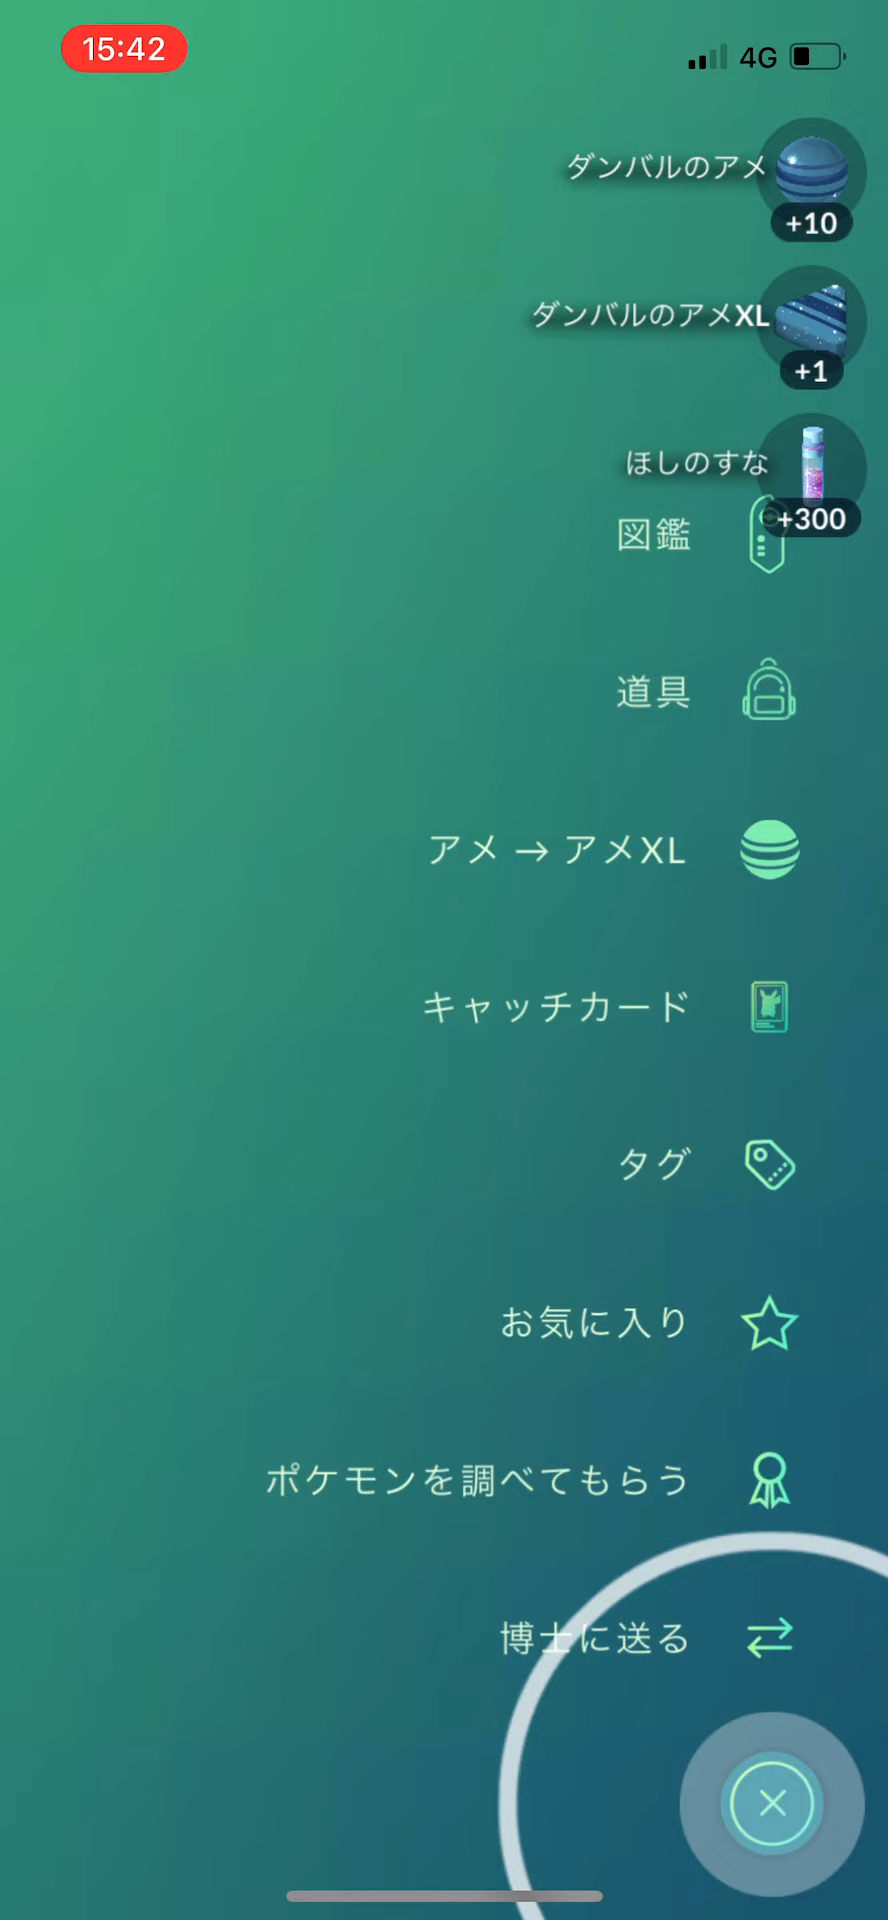 15:42
4G
ダンバルのアメ
+10
ダンバルのアメXL
+1
ほしのすな
+300
図鑑
道具
アメ → アメXL
キャッチカード
タグ
お気に入り
ポケモンを調べてもらう
博士に送る